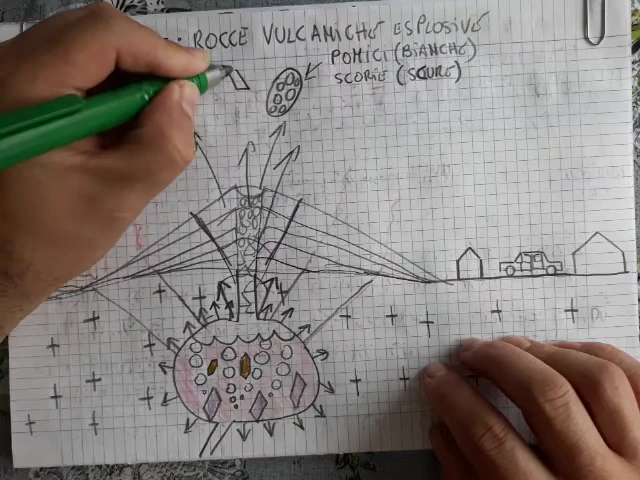 : ROCCE VULCANICHE ESPLOSIVE
POMICI (BIANCHE)
SCORIE (SCURE)